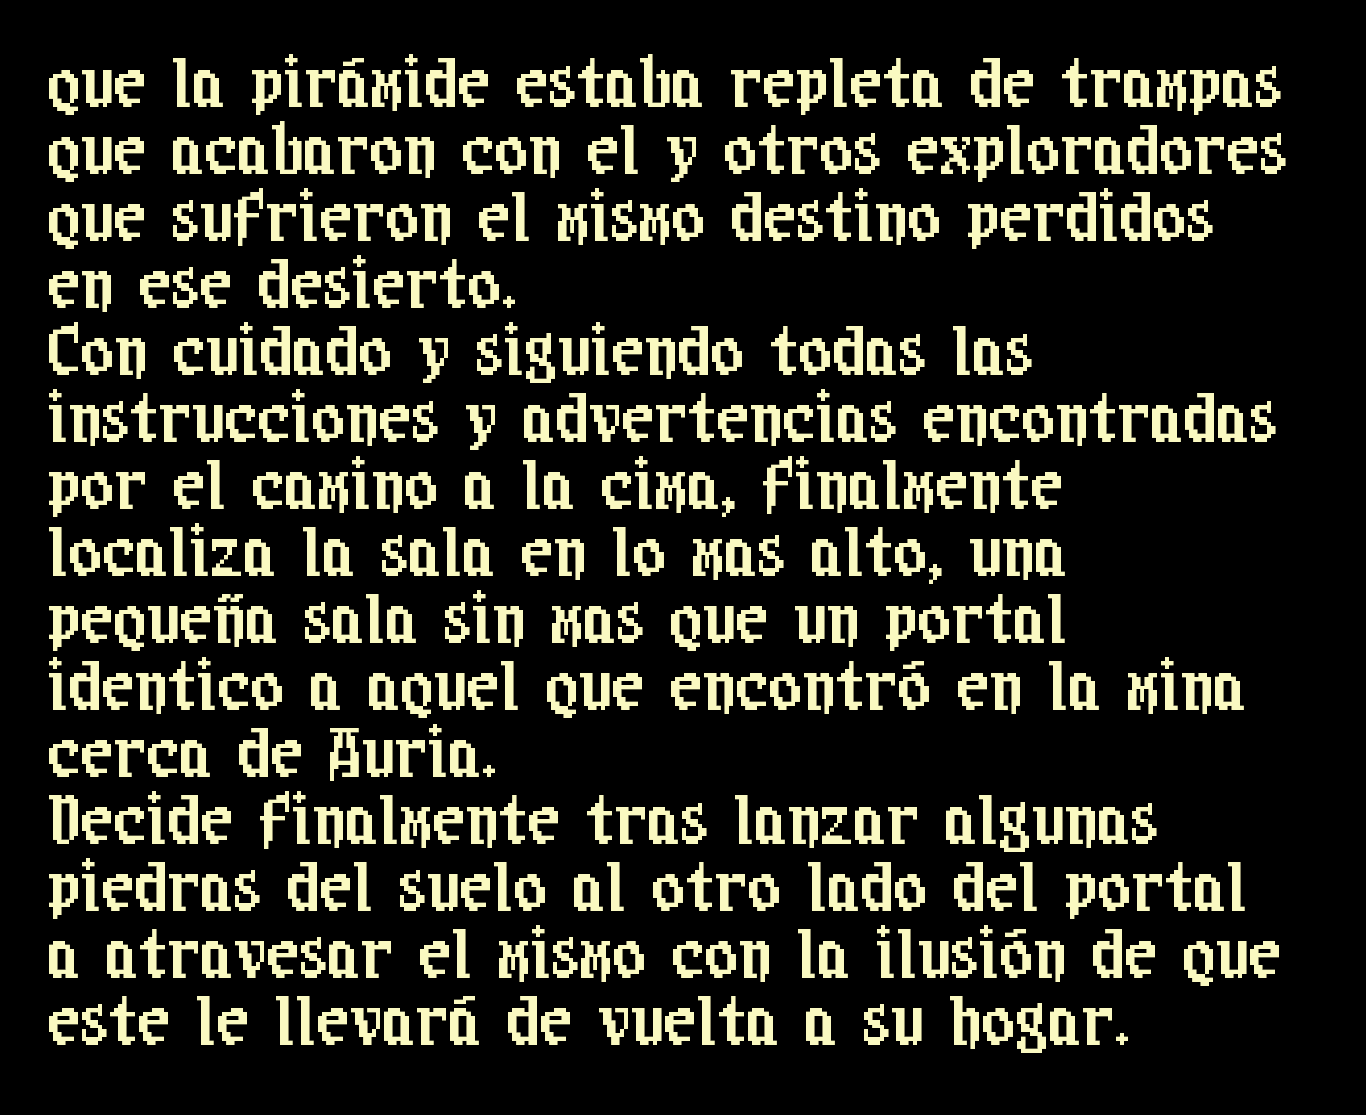 que la pirámide estaba repleta de trampas
que acabaron con el y otros exploradores
que sufrieron el mismo destino perdidos
en ese desierto.
Con cuidado y siguiendo todas las
instrucciones y advertencias encontradas
por el camino a la cima, finalmente
localiza la sala en lo mas alto, una
pequeña sala sin mas que un portal
identico a aquel que encontró en la mina
cerca de Auria.
Decide finalmente tras lanzar algunas
piedras del suelo al otro lado del portal
a atravesar el mismo con la ilusión de que
este le llevará de vuelta a su hogar.